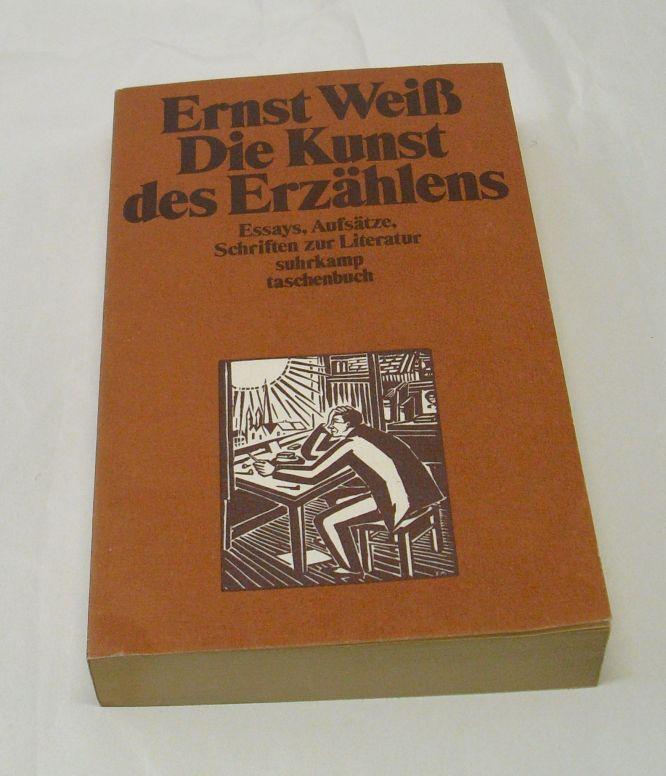 Ernst Weiß
Die Kunst
des Erzählens
Essays, Aufsätze,
Schriften zur Literatur
suhrkamp
taschenbuch